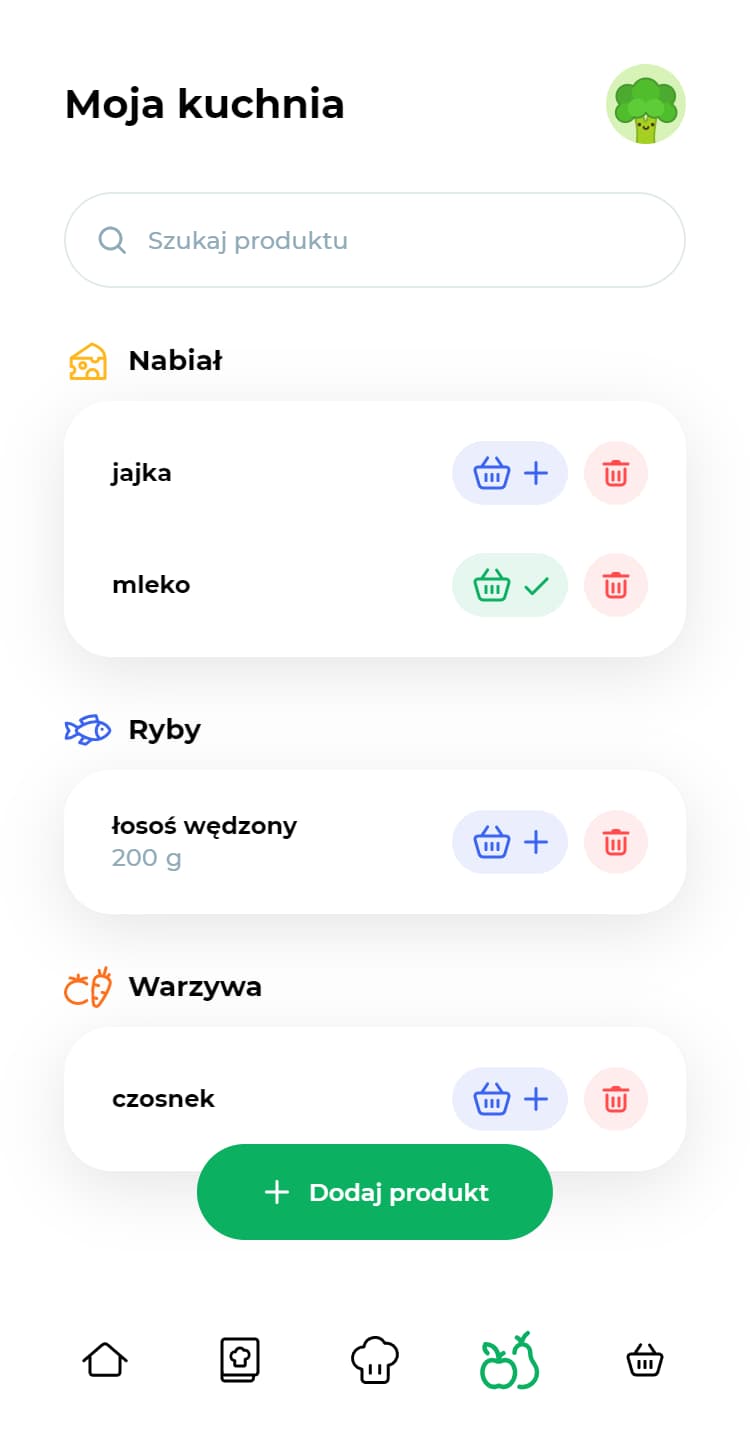 Moja kuchnia
Szukaj produktu
Nabiał
jajka
mleko
Ryby
łosoś wędzony
200 g
Warzywa
czosnek
Dodaj produkt